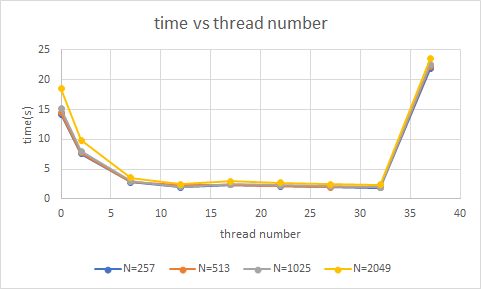 time vs thread number
25
20
15
10
5
0
time(s)
0 5 10 15 20 25 30 35 40
thread number
N=257 N=513 N=1025 N=2049